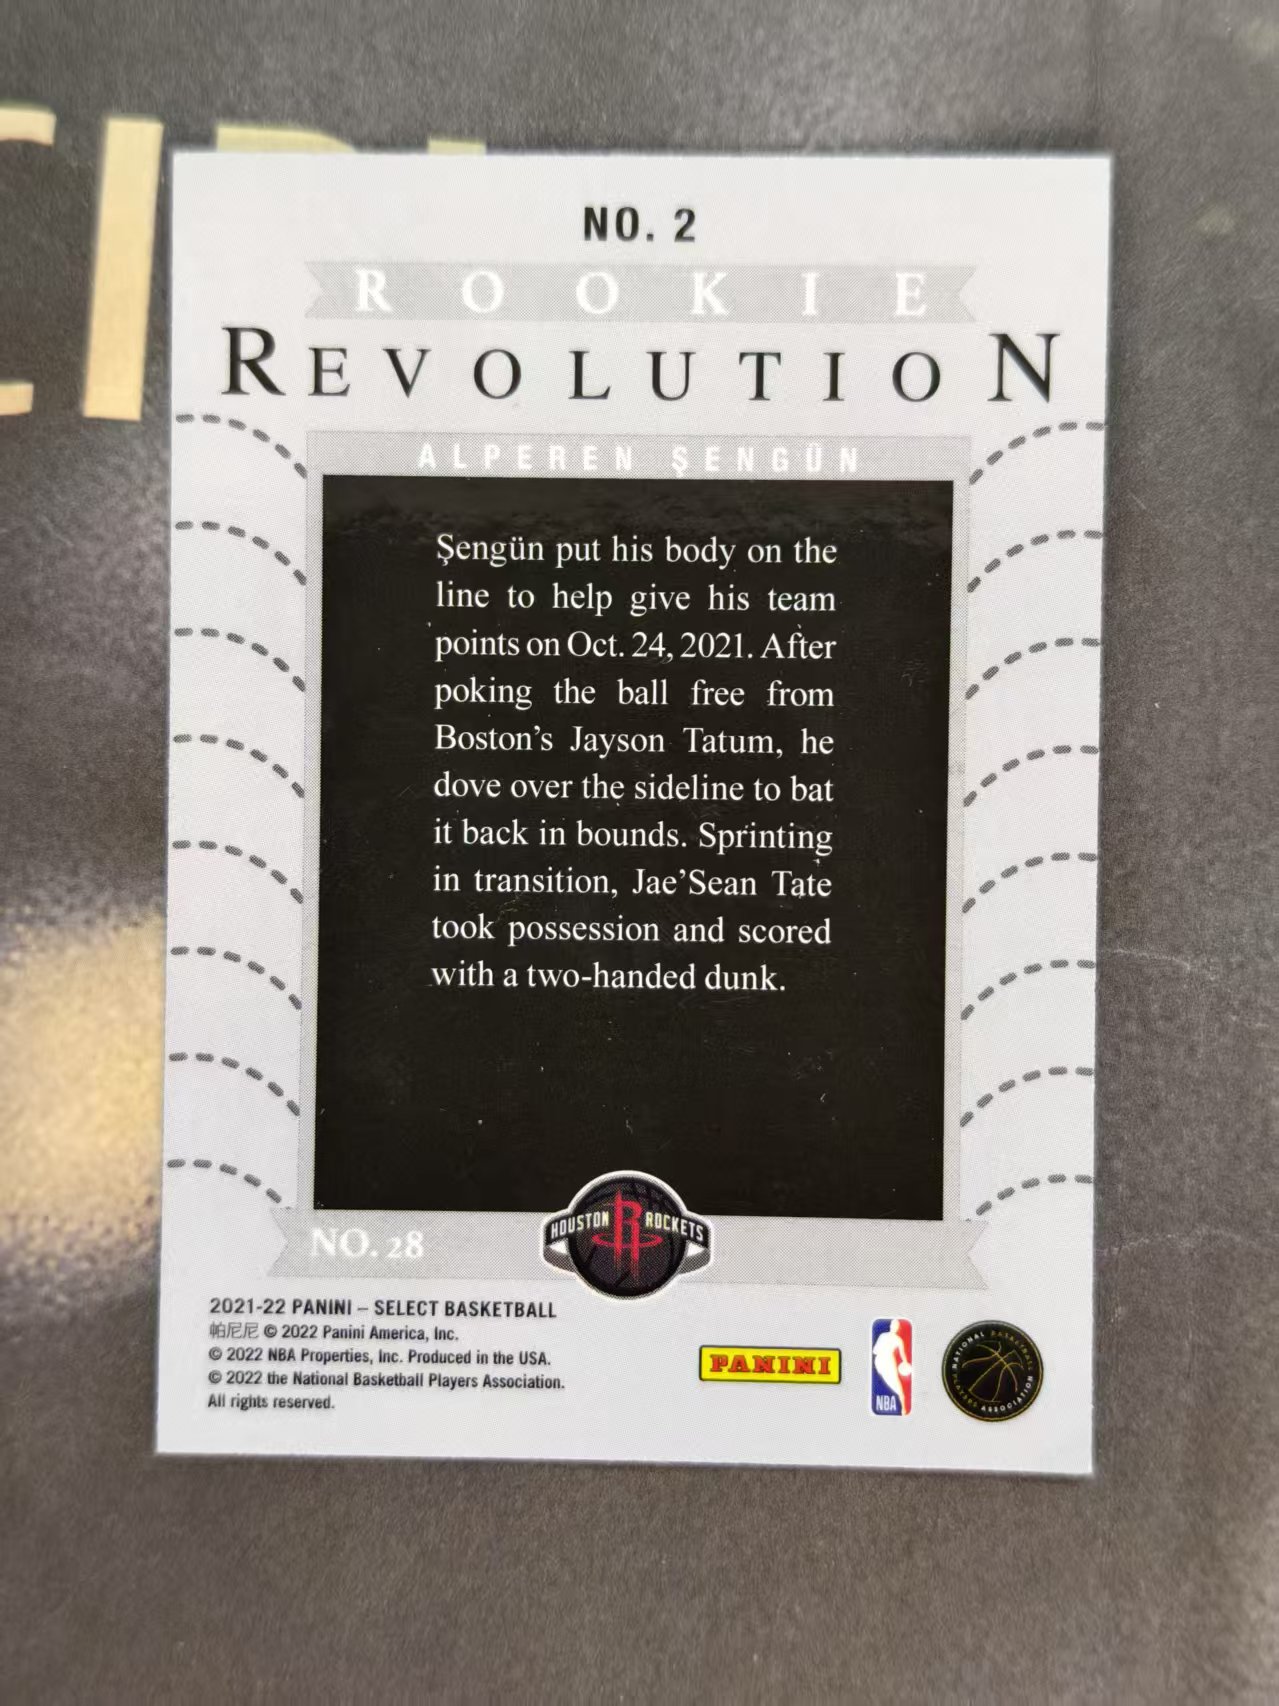 NO. 2
ROOKIE
REVOLUTION
ALPEREN ŞENGÜN
Şengün put his body on the
line to help give his team
points on Oct. 24, 2021. After
poking the ball free from
Boston's Jayson Tatum, he
dove over the sideline to bat
it back in bounds. Sprinting
in transition, Jae'Sean Tate
took possession and scored
with a two-handed dunk.
NO. 28
HOUSTON R ROCKETS
2021-22 PANINI – SELECT BASKETBALL
帕尼尼 © 2022 Panini America, Inc.
© 2022 NBA Properties, Inc. Produced in the USA.
© 2022 the National Basketball Players Association.
All rights reserved.
PANINI
NBA
NATIONAL BASKETBALL
PLAYERS ASSOCIATION